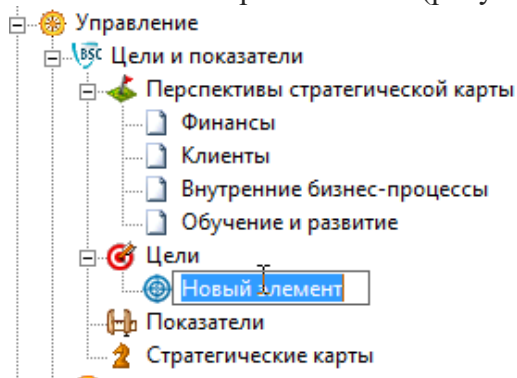 Управление
BSC Цели и показатели
Перспективы стратегической карты
Финансы
Клиенты
Внутренние бизнес-процессы
Обучение и развитие
Цели
Новый элемент
Показатели
Стратегические карты